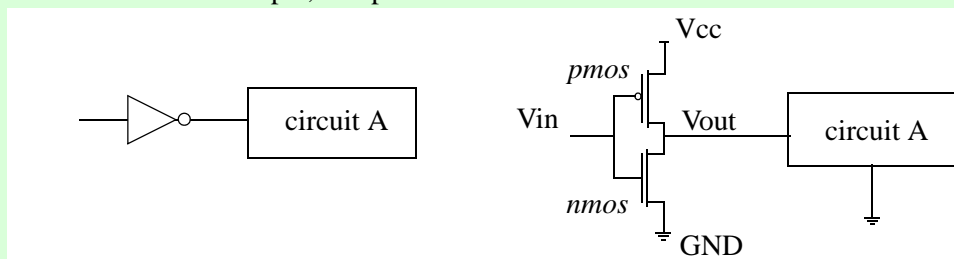 circuit A
Vcc
pmos
Vin
Vout
circuit A
nmos
GND